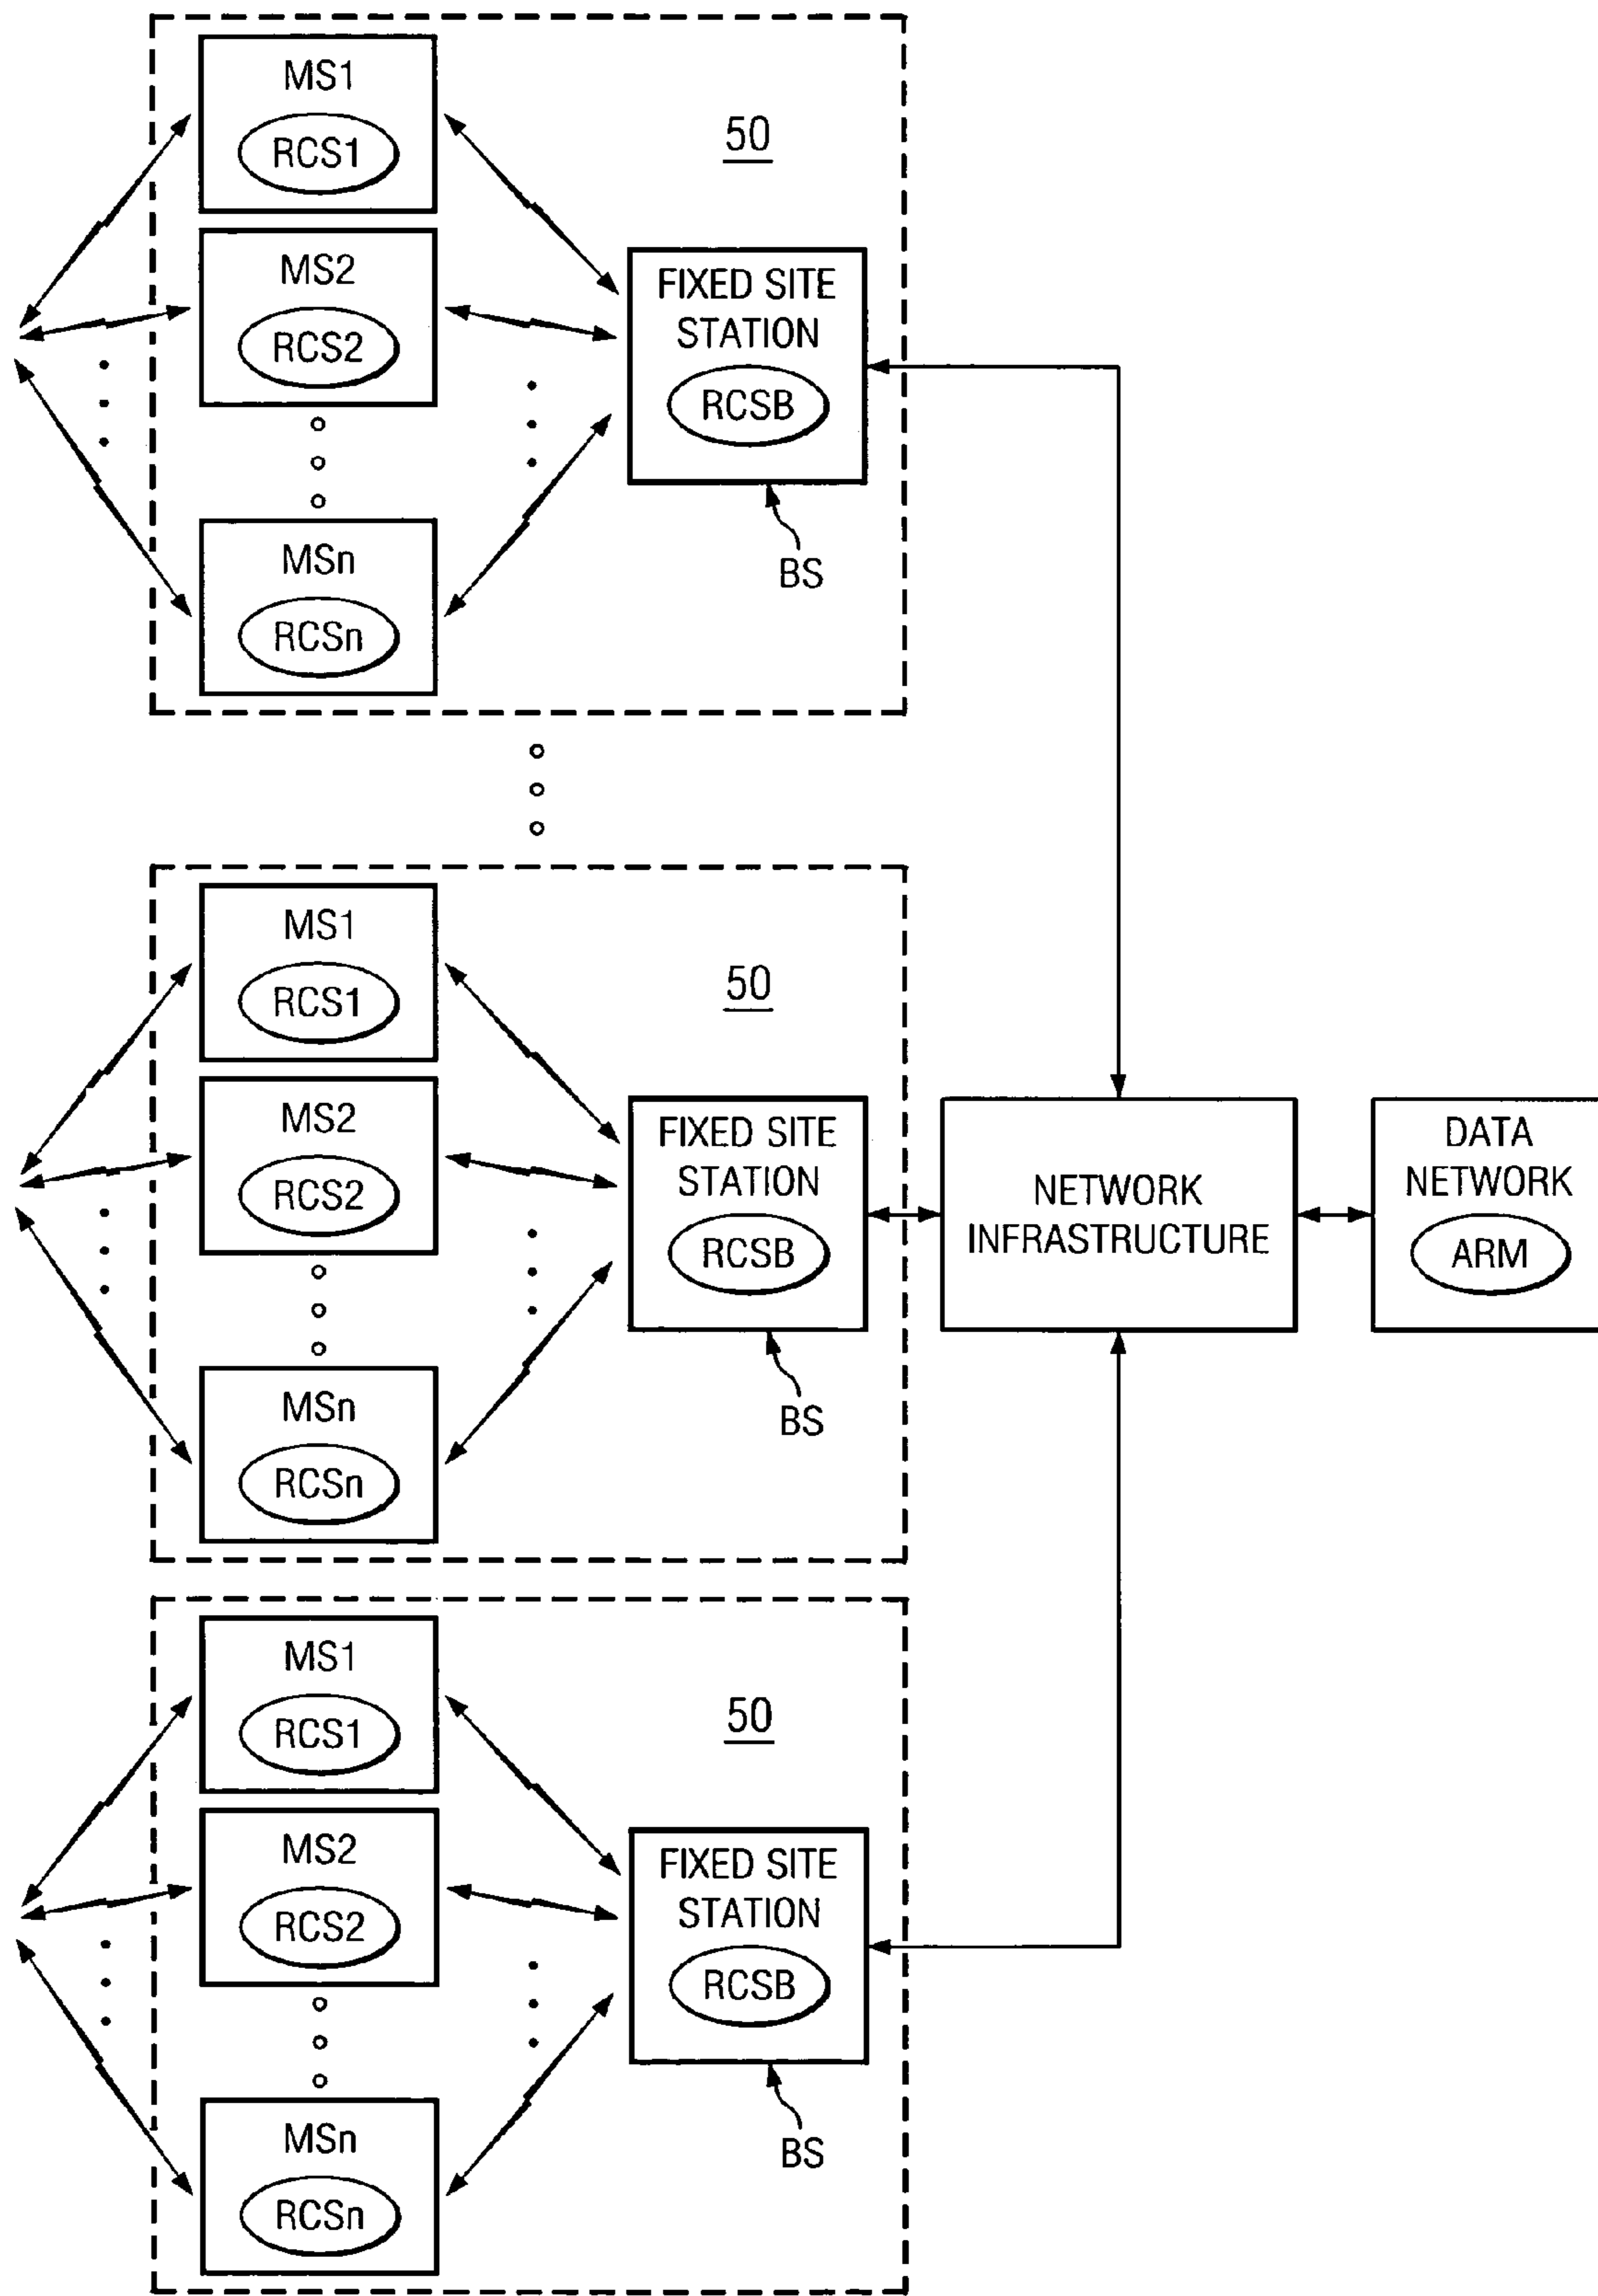 MS1
RCS1
50
MS2
RCS2
FIXED SITE
STATION
RCSB
BS
MSn
RCSn
MS1
RCS1
50
MS2
RCS2
FIXED SITE
STATION
RCSB
BS
MSn
RCSn
NETWORK
INFRASTRUCTURE
DATA
NETWORK
ARM
MS1
RCS1
50
MS2
RCS2
FIXED SITE
STATION
RCSB
BS
MSn
RCSn